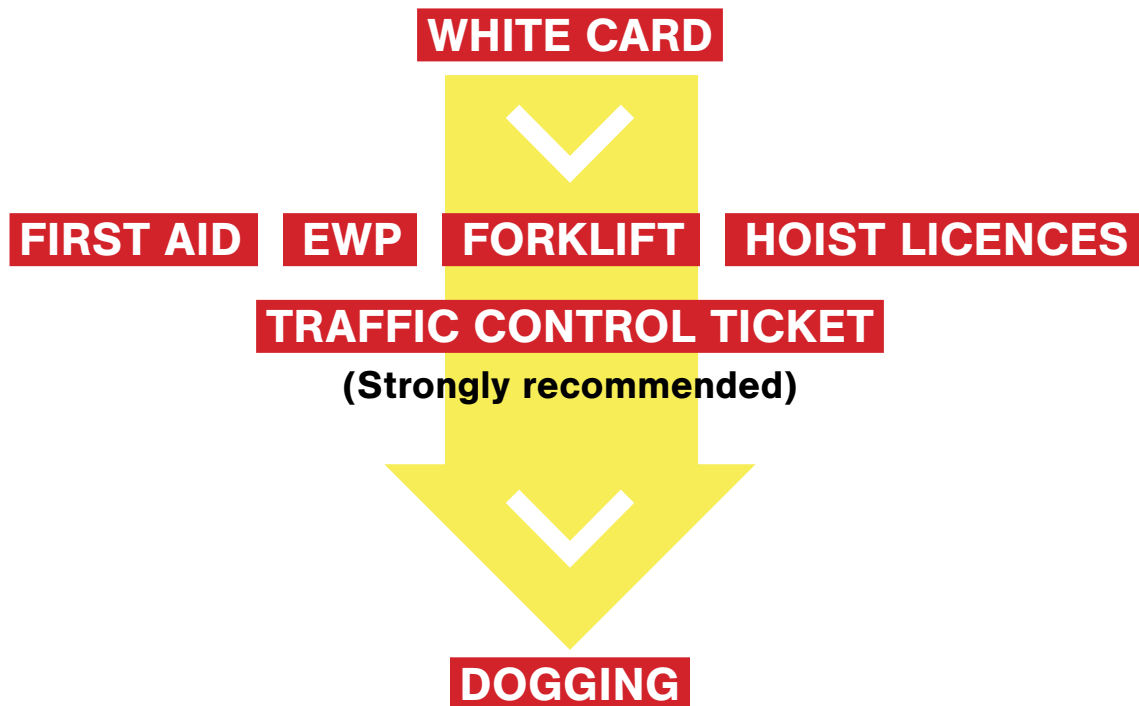 WHITE CARD
FIRST AID EWP FORKLIFT HOIST LICENCES
TRAFFIC CONTROL TICKET
(Strongly recommended)
DOGGING